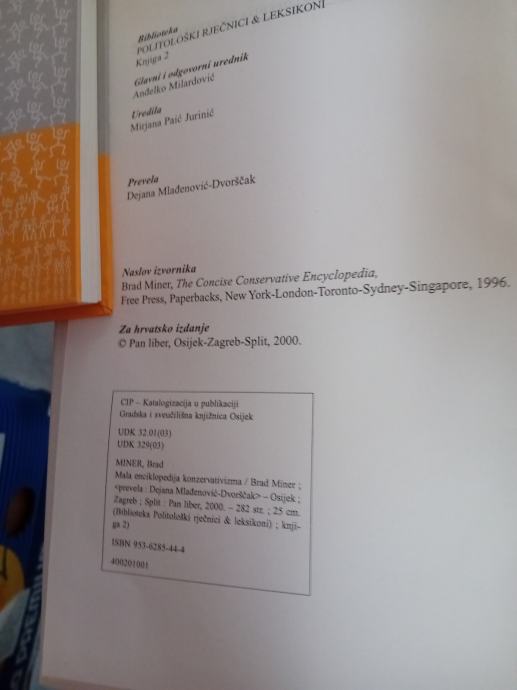 Biblioteka
POLITOLOŠKI RJEČNICI & LEKSIKONI
Knjiga 2
Glavni i odgovorni urednik
Anđelko Milardović
Uredila
Mirjana Paić Jurinić
Prevela
Dejana Mlađenović-Dvorščak
Naslov izvornika
Brad Miner, The Concise Conservative Encyclopedia,
Free Press, Paperbacks, New York-London-Toronto-Sydney-Singapore, 1996.
Za hrvatsko izdanje
© Pan liber, Osijek-Zagreb-Split, 2000.
CIP – Katalogizacija u publikaciji
Gradska i sveučilišna knjižnica Osijek
UDK 32.01(03)
UDK 329(03)
MINER, Brad
Mala enciklopedija konzervativizma / Brad Miner ;
<prevela : Dejana Mlađenović-Dvorščak> – Osijek ;
Zagreb ; Split : Pan liber, 2000. – 282 str. ; 25 cm.
(Biblioteka Politološki rječnici & leksikoni) ; knji-
ga 2)
ISBN 953-6285-44-4
400201001